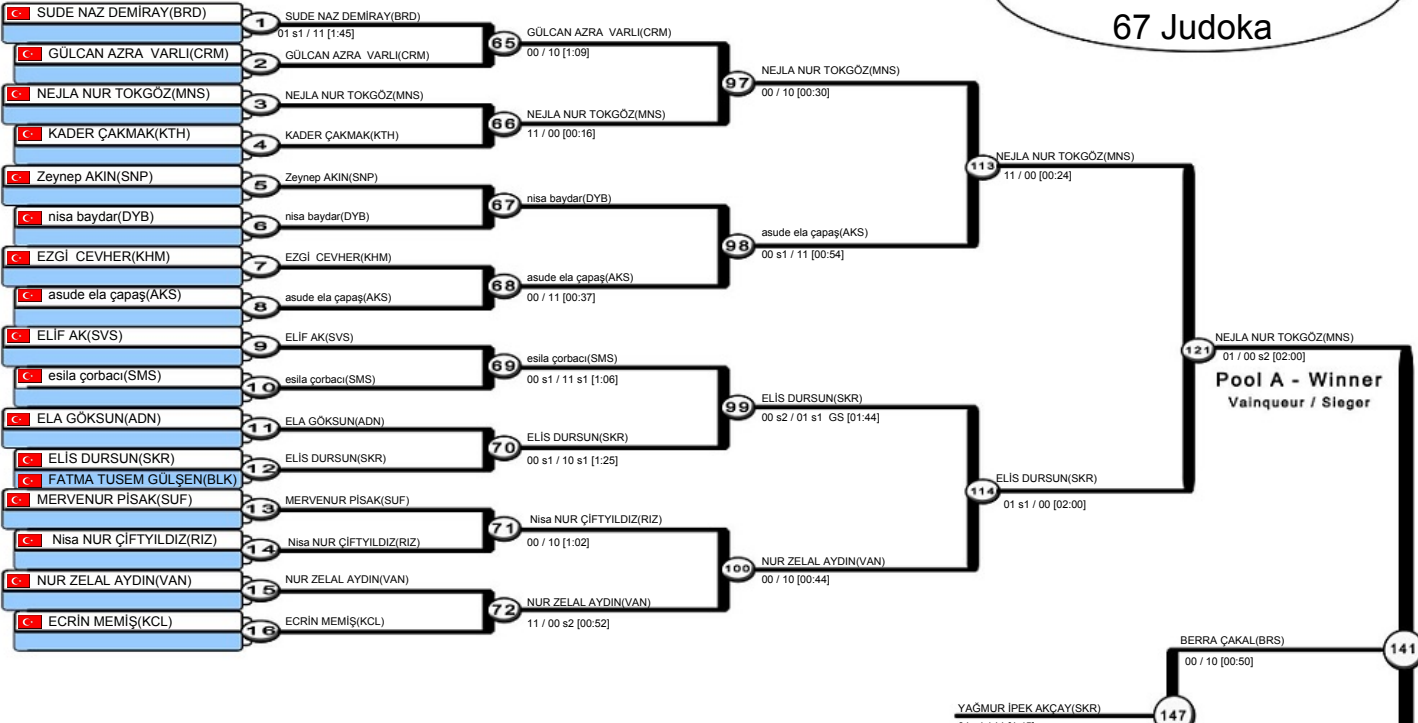 67 Judoka
SUDE NAZ DEMİRAY(BRD)
GÜLCAN AZRA VARLI(CRM)
NEJLA NUR TOKGÖZ(MNS)
KADER ÇAKMAK(KTH)
Zeynep AKIN(SNP)
nisa baydar(DYB)
EZGİ CEVHER(KHM)
asude ela çapaş(AKS)
ELİF AK(SVS)
esila çorbacı(SMS)
ELA GÖKSUN(ADN)
ELİS DURSUN(SKR)
FATMA TUSEM GÜLŞEN(BLK)
MERVENUR PİSAK(SUF)
Nisa NUR ÇİFTYILDIZ(RIZ)
NUR ZELAL AYDIN(VAN)
ECRİN MEMİŞ(KCL)
1 SUDE NAZ DEMİRAY(BRD)
01 s1 / 11 [1:45]
2 GÜLCAN AZRA VARLI(CRM)
3 NEJLA NUR TOKGÖZ(MNS)
4 KADER ÇAKMAK(KTH)
5 Zeynep AKIN(SNP)
6 nisa baydar(DYB)
7 EZGİ CEVHER(KHM)
8 asude ela çapaş(AKS)
9 ELİF AK(SVS)
10 esila çorbacı(SMS)
11 ELA GÖKSUN(ADN)
12 ELİS DURSUN(SKR)
13 MERVENUR PİSAK(SUF)
14 Nisa NUR ÇİFTYILDIZ(RIZ)
15 NUR ZELAL AYDIN(VAN)
16 ECRİN MEMİŞ(KCL)
65 GÜLCAN AZRA VARLI(CRM)
00 / 10 [1:09]
66 NEJLA NUR TOKGÖZ(MNS)
11 / 00 [00:16]
67 nisa baydar(DYB)
68 asude ela çapaş(AKS)
00 / 11 [00:37]
69 esila çorbacı(SMS)
00 s1 / 11 s1 [1:06]
70 ELİS DURSUN(SKR)
00 s1 / 10 s1 [1:25]
71 Nisa NUR ÇİFTYILDIZ(RIZ)
00 / 10 [1:02]
72 NUR ZELAL AYDIN(VAN)
11 / 00 s2 [00:52]
97 NEJLA NUR TOKGÖZ(MNS)
00 / 10 [00:30]
98 asude ela çapaş(AKS)
00 s1 / 11 [00:54]
99 ELİS DURSUN(SKR)
00 s2 / 01 s1 GS [01:44]
100 NUR ZELAL AYDIN(VAN)
00 / 10 [00:44]
113 NEJLA NUR TOKGÖZ(MNS)
11 / 00 [00:24]
114 ELİS DURSUN(SKR)
01 s1 / 00 [02:00]
121 NEJLA NUR TOKGÖZ(MNS)
01 / 00 s2 [02:00]
Pool A - Winner
Vainqueur / Sieger
BERRA ÇAKAL(BRS)
141
00 / 10 [00:50]
YAĞMUR İPEK AKÇAY(SKR)
147